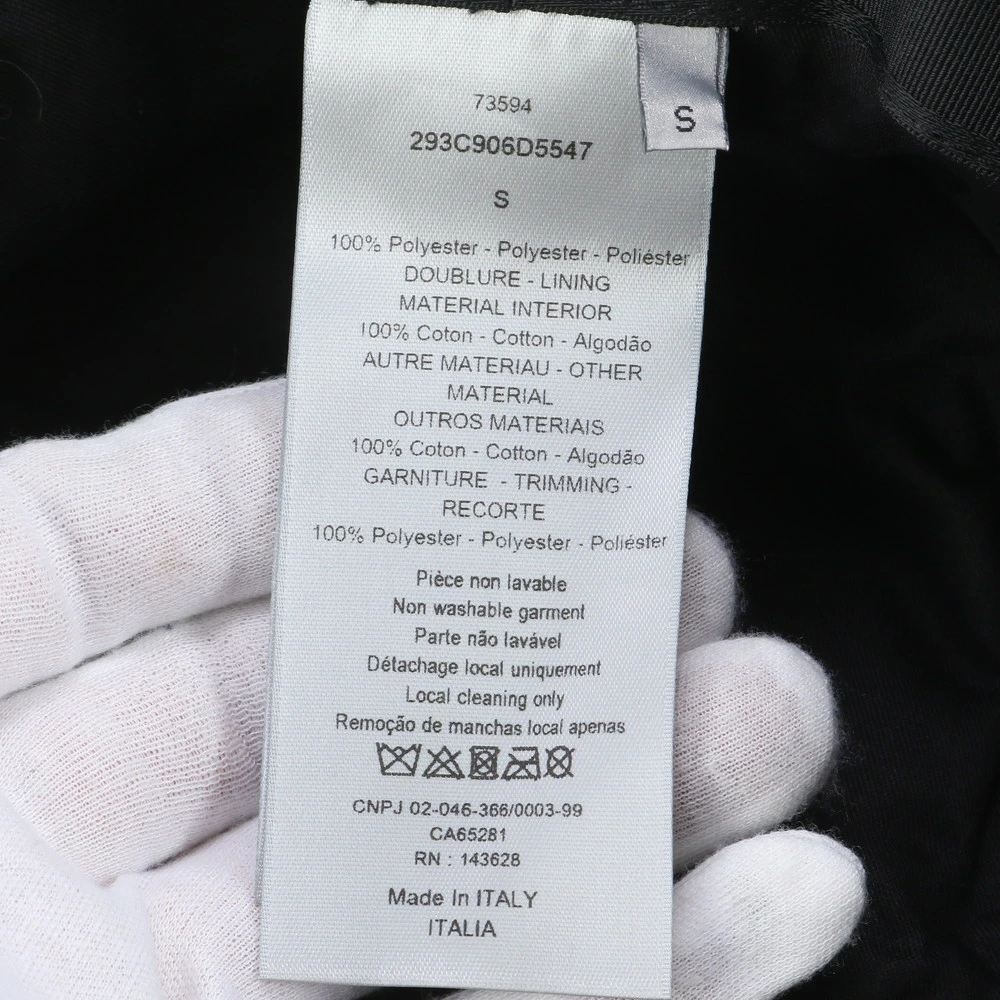 S
73594
293C906D5547
S
100% Polyester - Polyester - Poliéster
DOUBLURE - LINING
MATERIAL INTERIOR
100% Coton - Cotton - Algodão
AUTRE MATERIAU - OTHER
MATERIAL
OUTROS MATERIAIS
100% Coton - Cotton - Algodão
GARNITURE - TRIMMING -
RECORTE
100% Polyester - Polyester - Poliéster
Pièce non lavable
Non washable garment
Parte não lavável
Détachage local uniquement
Local cleaning only
Remoção de manchas local apenas
CNPJ 02-046-366/0003-99
CA65281
RN : 143628
Made In ITALY
ITALIA